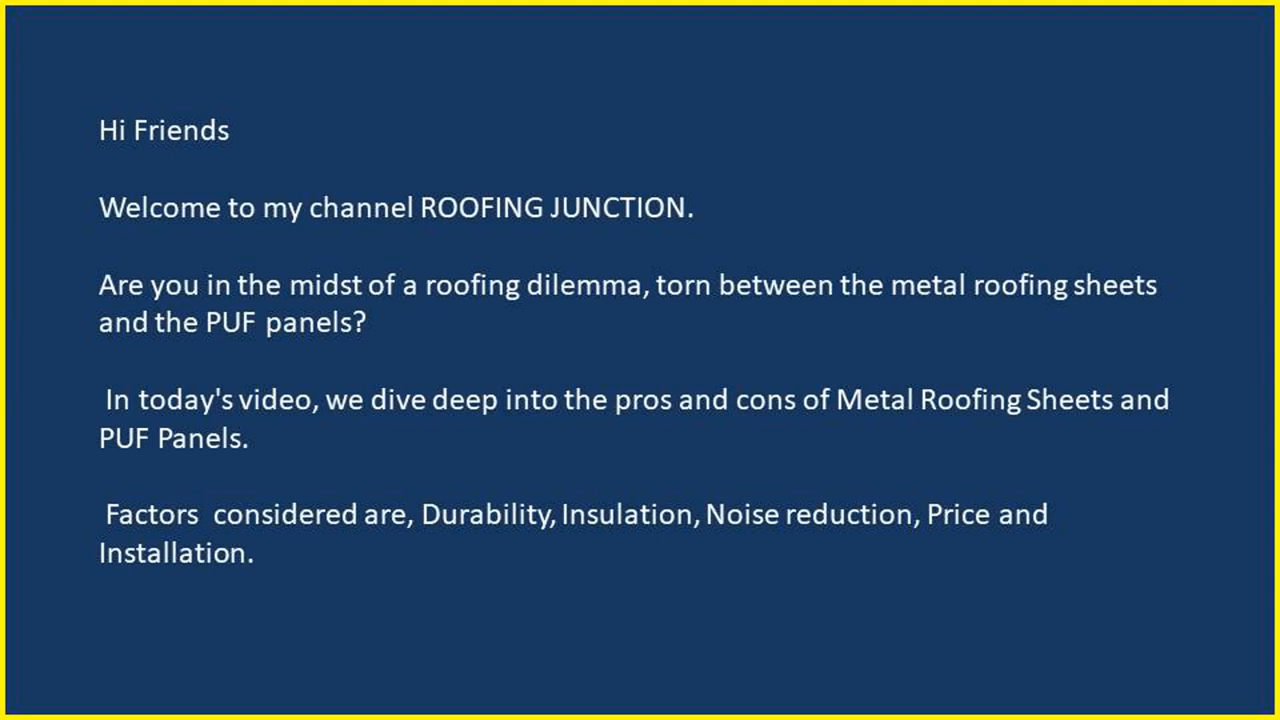 Hi Friends
Welcome to my channel ROOFING JUNCTION.
Are you in the midst of a roofing dilemma, torn between the metal roofing sheets
and the PUF panels?
In today's video, we dive deep into the pros and cons of Metal Roofing Sheets and
PUF Panels.
Factors considered are, Durability, Insulation, Noise reduction, Price and
Installation.